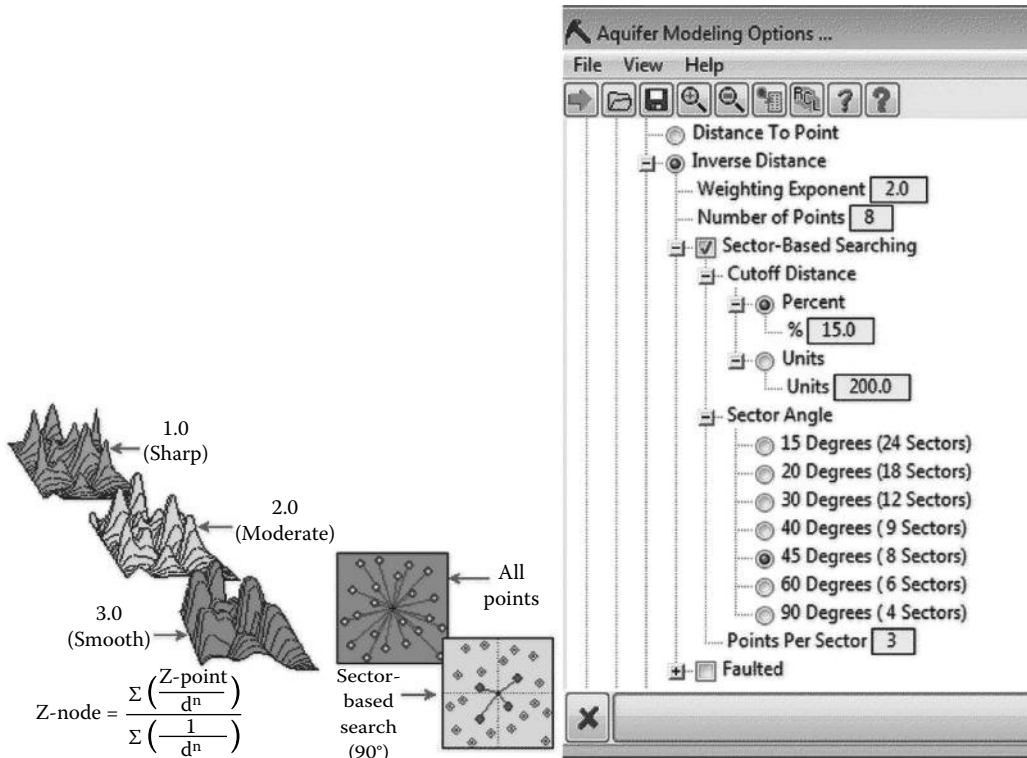 1.0
(Sharp)
2.0
(Moderate)
3.0
(Smooth)
Z-node = Σ ( Z-point / dⁿ ) / Σ ( 1 / dⁿ )
All
points
Sector-
based
search
(90°)
Aquifer Modeling Options ...
File View Help
RCL
Distance To Point
Inverse Distance
Weighting Exponent 2.0
Number of Points 8
Sector-Based Searching
Cutoff Distance
Percent
% 15.0
Units
Units 200.0
Sector Angle
15 Degrees (24 Sectors)
20 Degrees (18 Sectors)
30 Degrees (12 Sectors)
40 Degrees ( 9 Sectors)
45 Degrees ( 8 Sectors)
60 Degrees ( 6 Sectors)
90 Degrees ( 4 Sectors)
Points Per Sector 3
Faulted